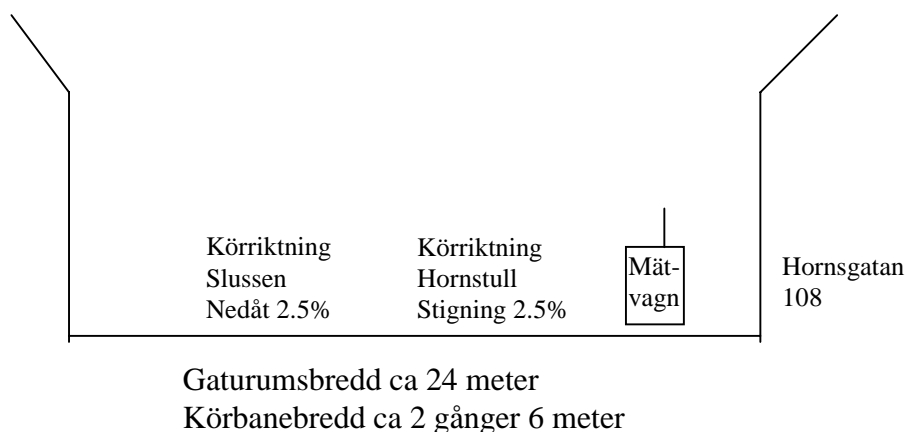 Körriktning
Slussen
Nedåt 2.5%
Körriktning
Hornstull
Stigning 2.5%
Mät-
vagn
Hornsgatan
108
Gaturumsbredd ca 24 meter
Körbanebredd ca 2 gånger 6 meter